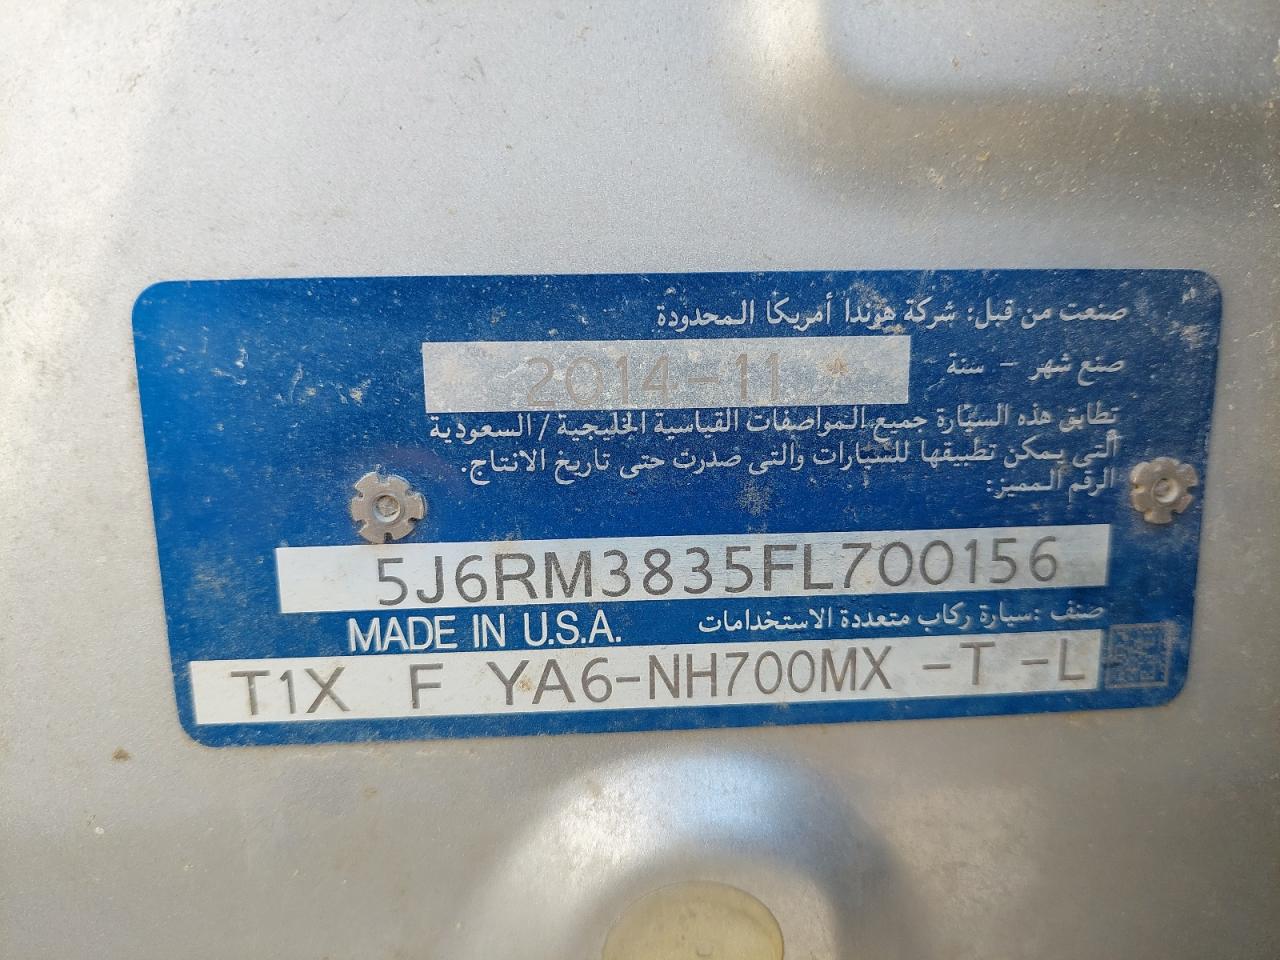 صنعت من قبل: شركة هوندا أمريكا المحدودة
صنع شهر - سنة 2014-11
تطابق هذه السيارة جميع المواصفات القياسية الخليجية / السعودية
التي يمكن تطبيقها للسيارات والتي صدرت حتى تاريخ الانتاج.
الرقم المميز:
5J6RM3835FL700156
MADE IN U.S.A. صنف :سيارة ركاب متعددة الاستخدامات
T1X F YA6-NH700MX -T -L